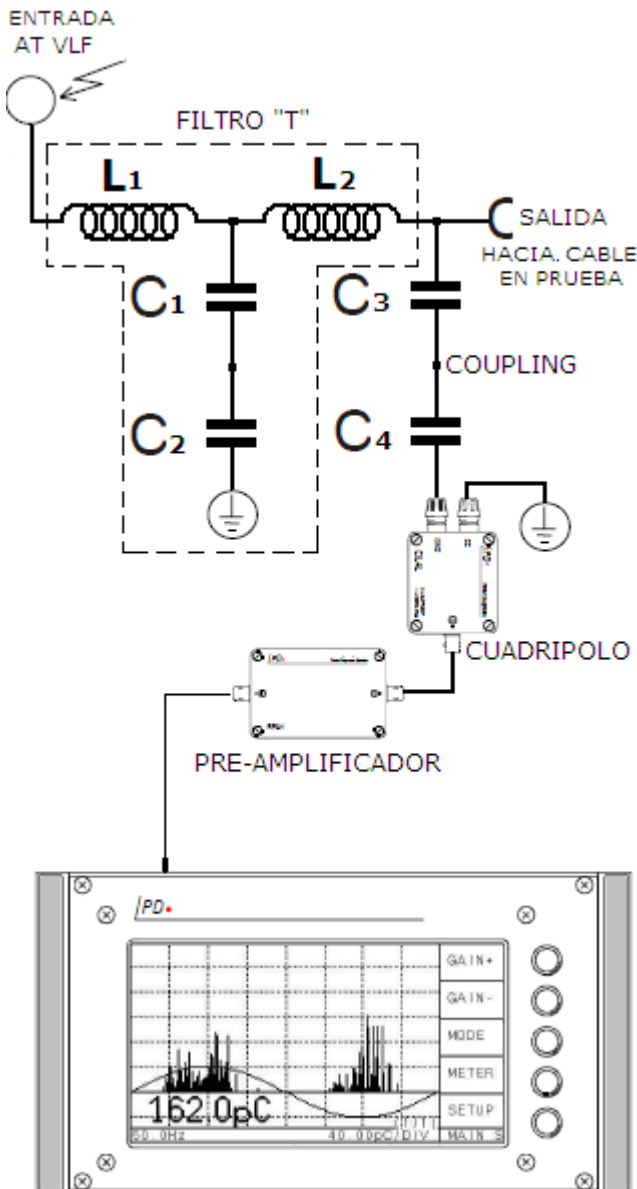 ENTRADA
AT VLF
FILTRO "T"
L1
L2
SALIDA
HACIA. CABLE
EN PRUEBA
C1
C3
COUPLING
C2
C4
CUADRIPOLO
PRE-AMPLIFICADOR
PD
GAIN+
GAIN-
MODE
METER
SETUP
162.0pC
50.0Hz
40.00pC/DIV
MAIN S